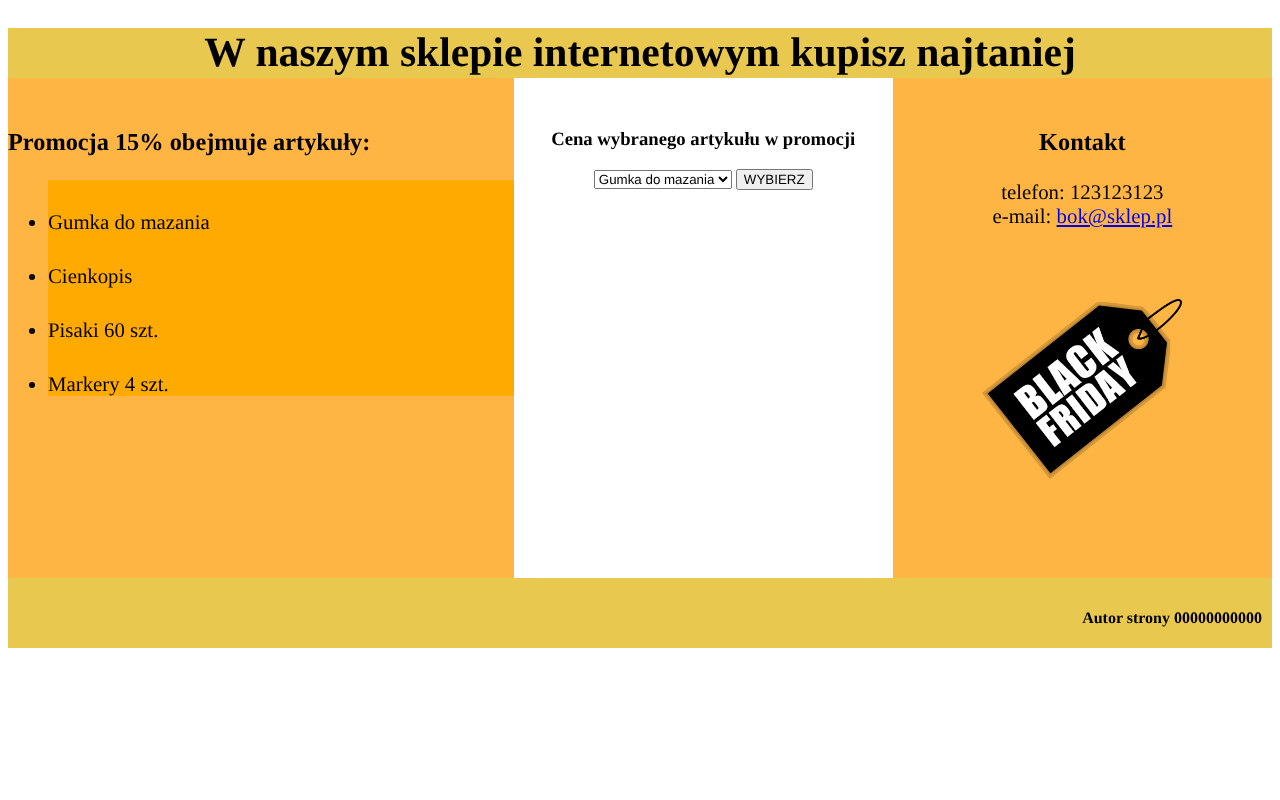 W naszym sklepie internetowym kupisz najtaniej
Promocja 15% obejmuje artykuły:
Gumka do mazania
Cienkopis
Pisaki 60 szt.
Markery 4 szt.
Cena wybranego artykułu w promocji
Gumka do mazania WYBIERZ
Kontakt
telefon: 123123123
e-mail: bok@sklep.pl
BLACK
FRIDAY
Autor strony 00000000000